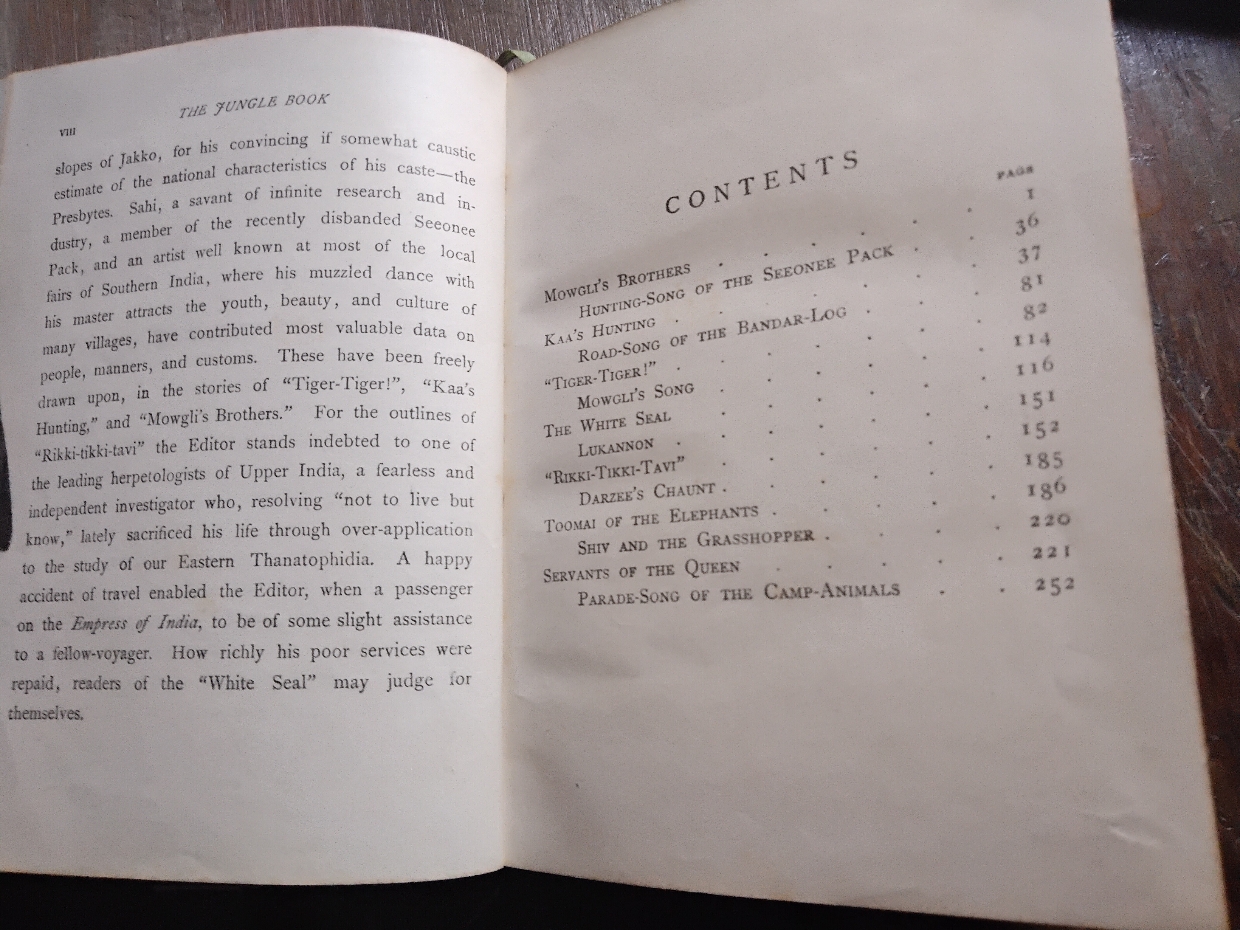 VIII
THE JUNGLE BOOK
slopes of Jakko, for his convincing if somewhat caustic
estimate of the national characteristics of his caste—the
Presbytes. Sahi, a savant of infinite research and in-
dustry, a member of the recently disbanded Seeonee
Pack, and an artist well known at most of the local
fairs of Southern India, where his muzzled dance with
his master attracts the youth, beauty, and culture of
many villages, have contributed most valuable data on
people, manners, and customs. These have been freely
drawn upon, in the stories of “Tiger-Tiger!”, “Kaa’s
Hunting,” and “Mowgli’s Brothers.” For the outlines of
“Rikki-tikki-tavi” the Editor stands indebted to one of
the leading herpetologists of Upper India, a fearless and
independent investigator who, resolving “not to live but
know,” lately sacrificed his life through over-application
to the study of our Eastern Thanatophidia. A happy
accident of travel enabled the Editor, when a passenger
on the Empress of India, to be of some slight assistance
to a fellow-voyager. How richly his poor services were
repaid, readers of the “White Seal” may judge for
themselves.
CONTENTS
PAGE
MOWGLI’S BROTHERS . . . . . . 1
HUNTING-SONG OF THE SEEONEE PACK . . 36
KAA’S HUNTING . . . . . . 37
ROAD-SONG OF THE BANDAR-LOG . . . 81
“TIGER-TIGER!” . . . . . . 82
MOWGLI’S SONG . . . . . . 114
THE WHITE SEAL . . . . . . 116
LUKANNON . . . . . . 151
“RIKKI-TIKKI-TAVI” . . . . . 152
DARZEE’S CHAUNT . . . . . 185
TOOMAI OF THE ELEPHANTS . . . . . 186
SHIV AND THE GRASSHOPPER . . . . 220
SERVANTS OF THE QUEEN . . . . . 221
PARADE-SONG OF THE CAMP-ANIMALS . . 252